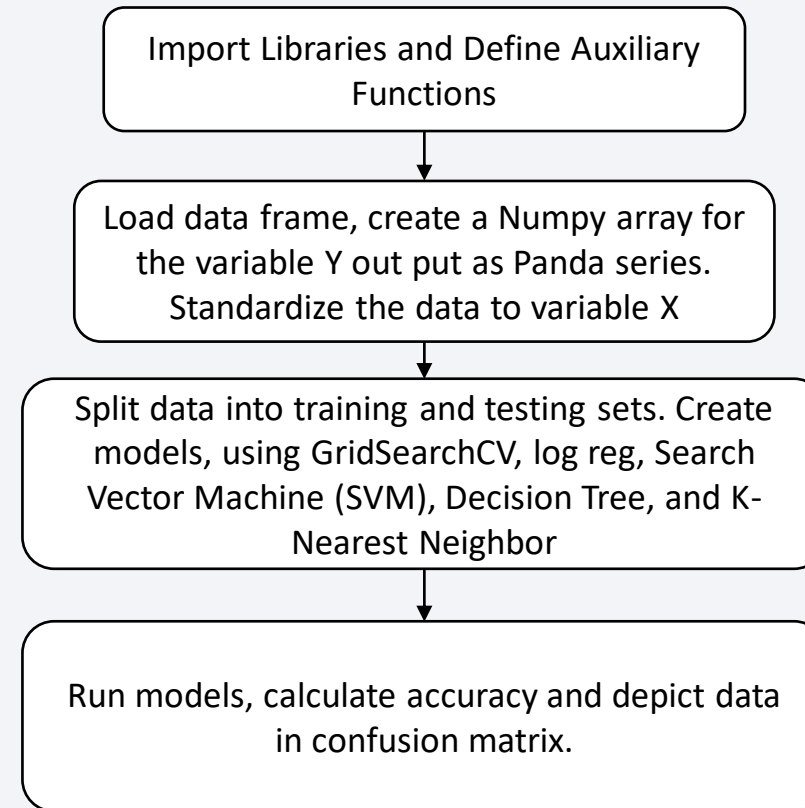 Import Libraries and Define Auxiliary
Functions
Load data frame, create a Numpy array for
the variable Y out put as Panda series.
Standardize the data to variable X
Split data into training and testing sets. Create
models, using GridSearchCV, log reg, Search
Vector Machine (SVM), Decision Tree, and K-
Nearest Neighbor
Run models, calculate accuracy and depict data
in confusion matrix.